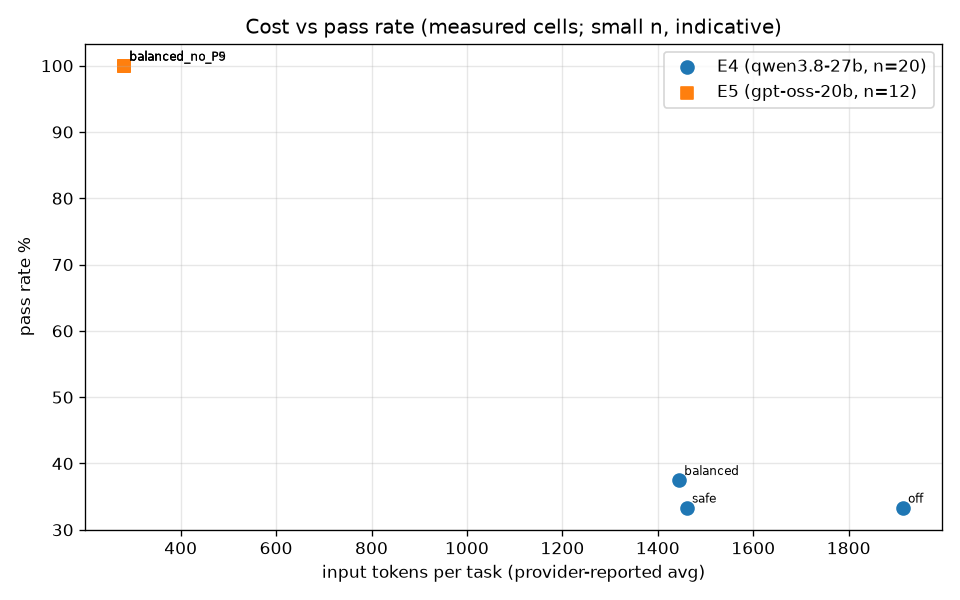 Cost vs pass rate (measured cells; small n, indicative)
balanced_no_P9
E4 (qwen3.8-27b, n=20)
E5 (gpt-oss-20b, n=12)
100
90
80
70
60
50
40
30
pass rate %
balanced
safe
off
400 600 800 1000 1200 1400 1600 1800
input tokens per task (provider-reported avg)